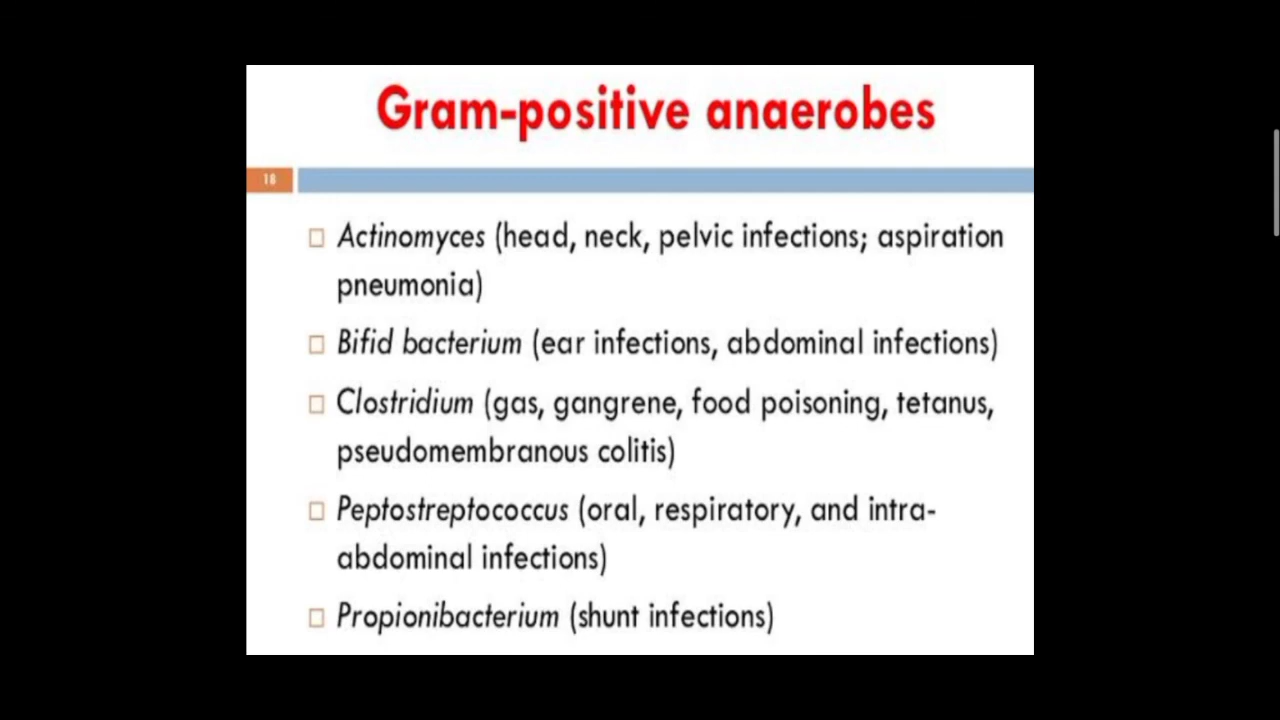 Gram-positive anaerobes
18
Actinomyces (head, neck, pelvic infections; aspiration
pneumonia)
Bifid bacterium (ear infections, abdominal infections)
Clostridium (gas, gangrene, food poisoning, tetanus,
pseudomembranous colitis)
Peptostreptococcus (oral, respiratory, and intra-
abdominal infections)
Propionibacterium (shunt infections)